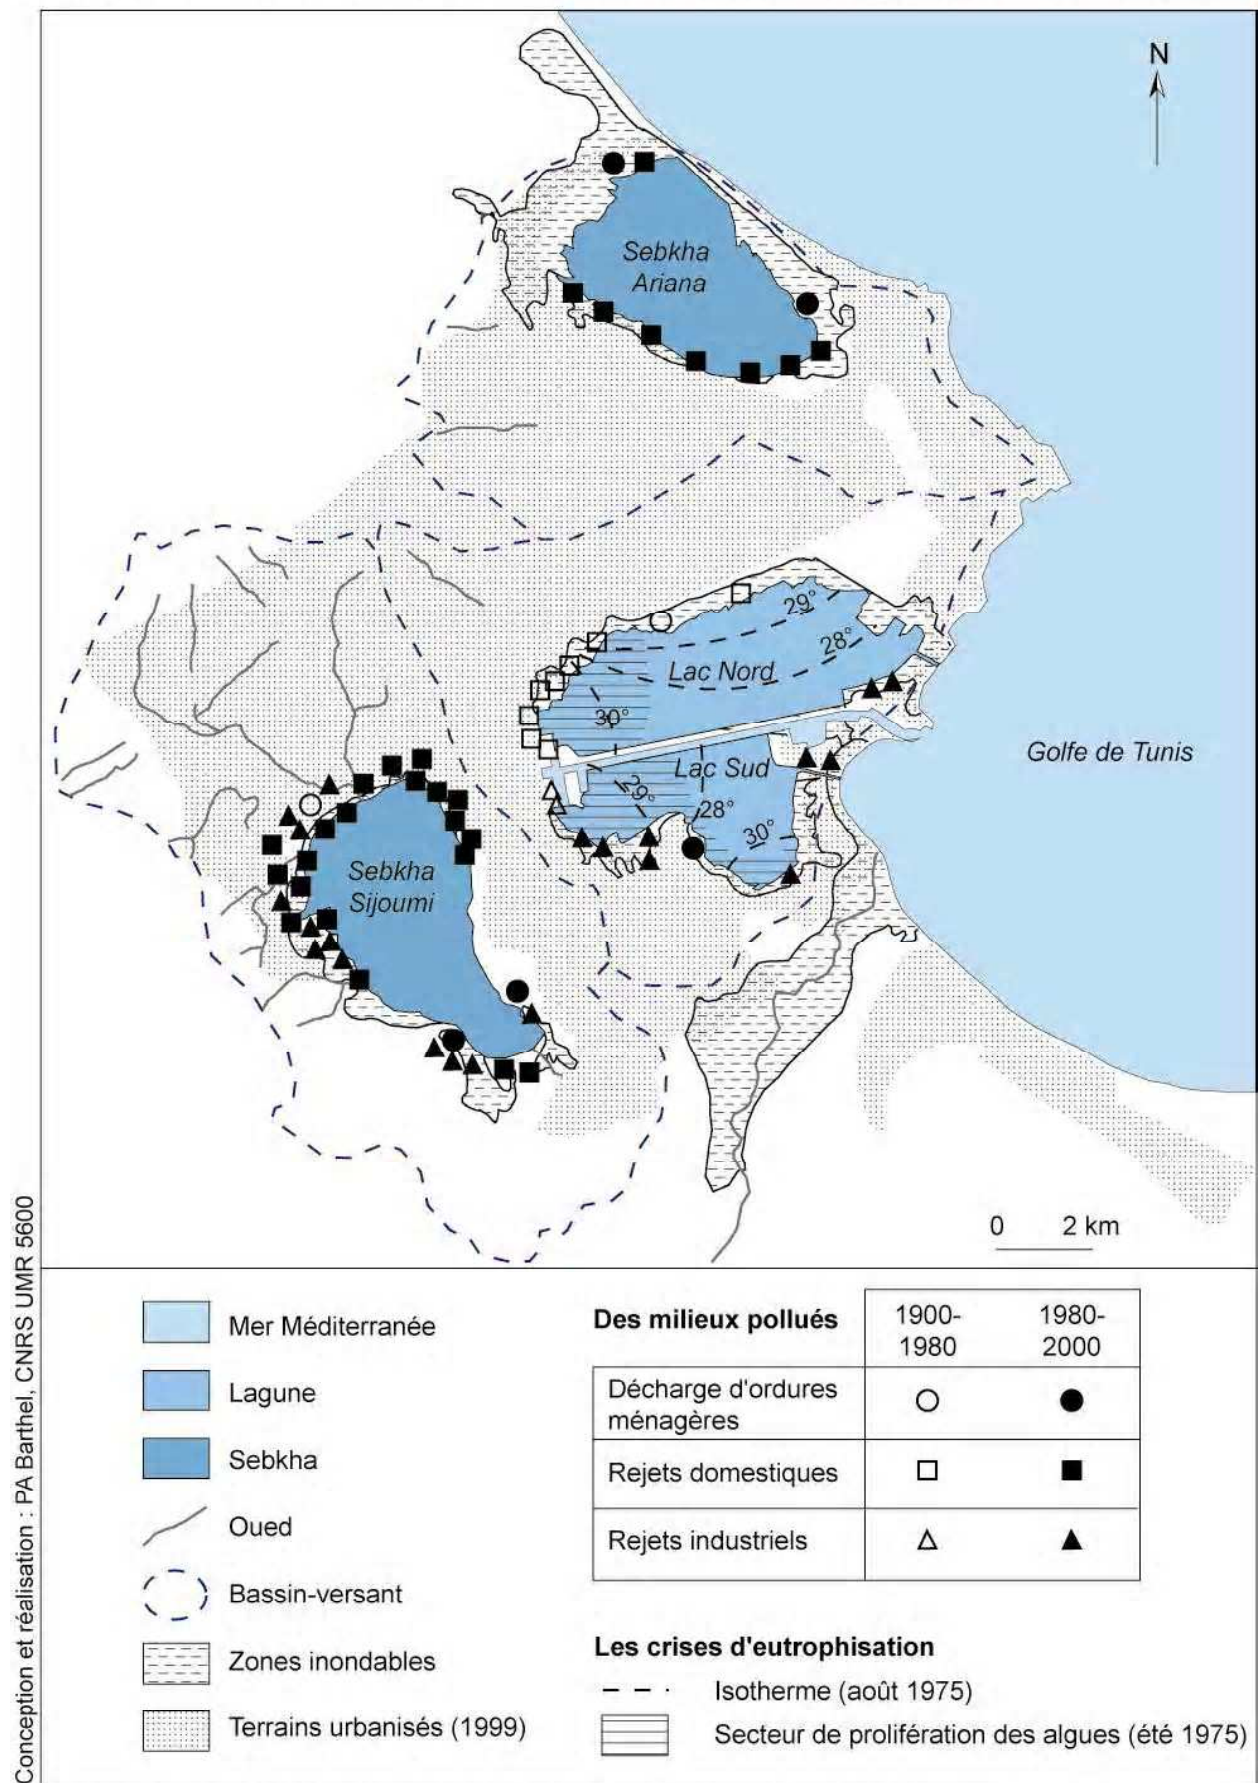 N
Sebkha
Ariana
29°
28°
Lac Nord
30°
Golfe de Tunis
Lac Sud
29°
28°
30°
Sebkha
Sijoumi
0 2 km
Conception et réalisation : PA Barthel, CNRS UMR 5600
Mer Méditerranée
Lagune
Sebkha
Oued
Bassin-versant
Zones inondables
Terrains urbanisés (1999)
Des milieux pollués
1900-
1980
1980-
2000
Décharge d'ordures
ménagères
Rejets domestiques
Rejets industriels
Les crises d'eutrophisation
Isotherme (août 1975)
Secteur de prolifération des algues (été 1975)